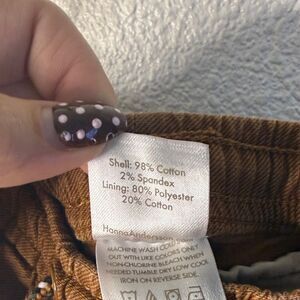 Shell: 98% Cotton
2% Spandex
Lining: 80% Polyester
20% Cotton
HannaAndersson
MACHINE WASH COLD
OUT WITH LIKE COLORS ONLY
NON-CHLORINE BLEACH WHEN
NEEDED TUMBLE DRY LOW COOL
IRON ON REVERSE